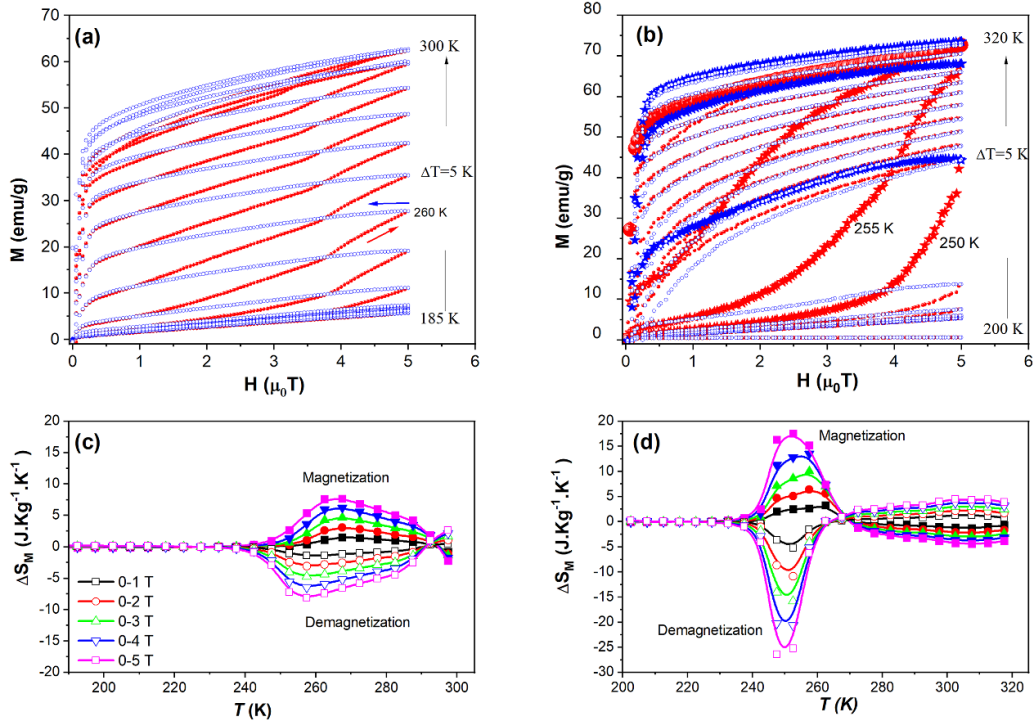 (a)
M (emu/g)
80
70
60
50
40
30
20
10
0
300 K
ΔT=5 K
260 K
185 K
0 1 2 3 4 5 6
H (μ₀T)
(b)
M (emu/g)
80
70
60
50
40
30
20
10
0
320 K
ΔT=5 K
255 K
250 K
200 K
0 1 2 3 4 5 6
H (μ₀T)
(c)
ΔS_M (J.Kg⁻¹.K⁻¹)
20
15
10
5
0
5
10
15
20
Magnetization
Demagnetization
0-1 T
0-2 T
0-3 T
0-4 T
0-5 T
200 220 240 260 280 300
T (K)
(d)
ΔS_M (J.Kg⁻¹.K⁻¹)
20
15
10
5
0
-5
-10
-15
-20
-25
-30
Magnetization
Demagnetization
200 220 240 260 280 300 320
T (K)